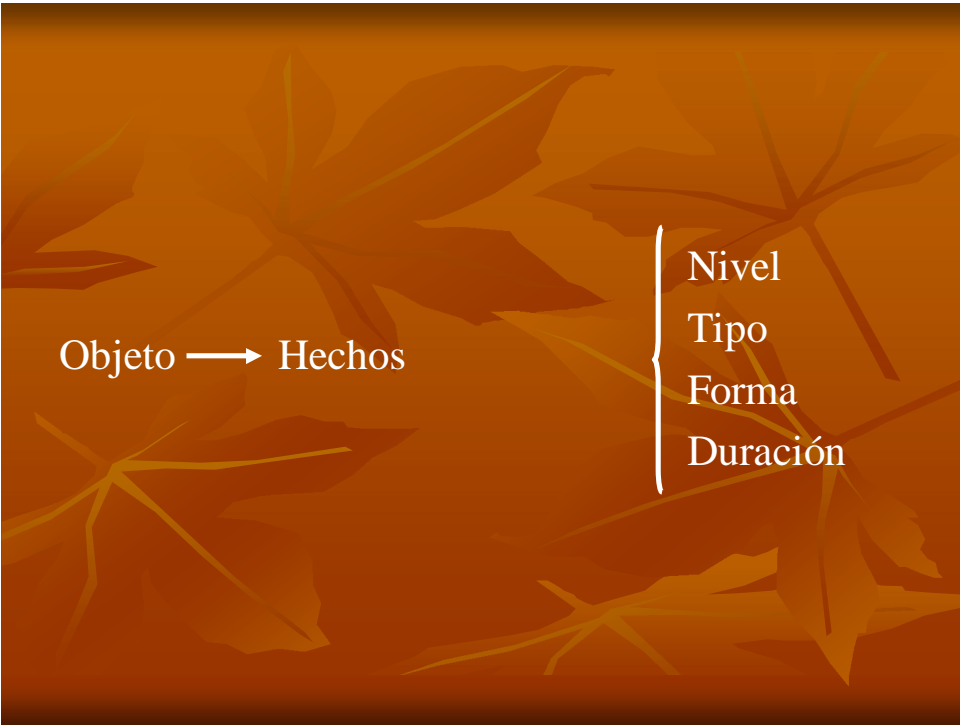 Objeto → Hechos
Nivel
Tipo
Forma
Duración